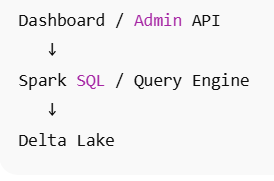 Dashboard / Admin API
↓
Spark SQL / Query Engine
↓
Delta Lake